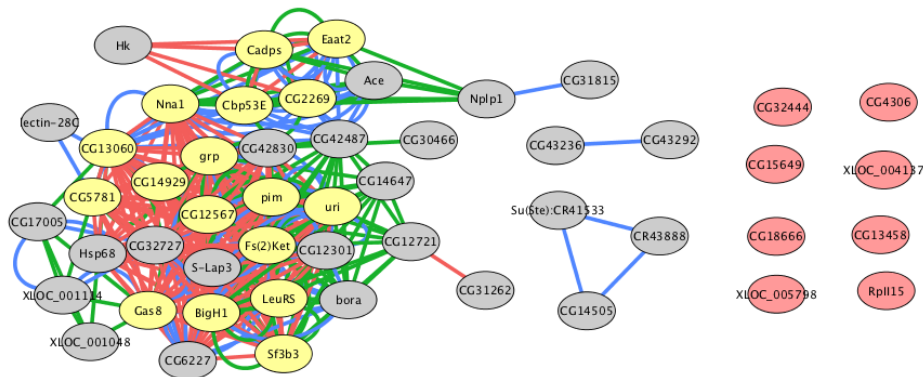 Hk
Cadps
Eaat2
Ace
CG31815
Nna1
Cbp53E
CG2269
Nplp1
CG32444
CG4306
ectin-28C
CG13060
grp
CG42830
CG42487
CG30466
CG43236
CG43292
CG15649
XLOC_004137
CG5781
CG14929
pim
CG14647
CG17005
CG12567
uri
Su(Ste):CR41533
CR43888
CG18666
CG13458
Hsp68
CG32727
Fs(2)Ket
CG12301
CG12721
S-Lap3
XLOC_001114
CG31262
XLOC_005798
RpII15
Gas8
BigH1
LeuRS
bora
CG14505
XLOC_001048
CG6227
Sf3b3